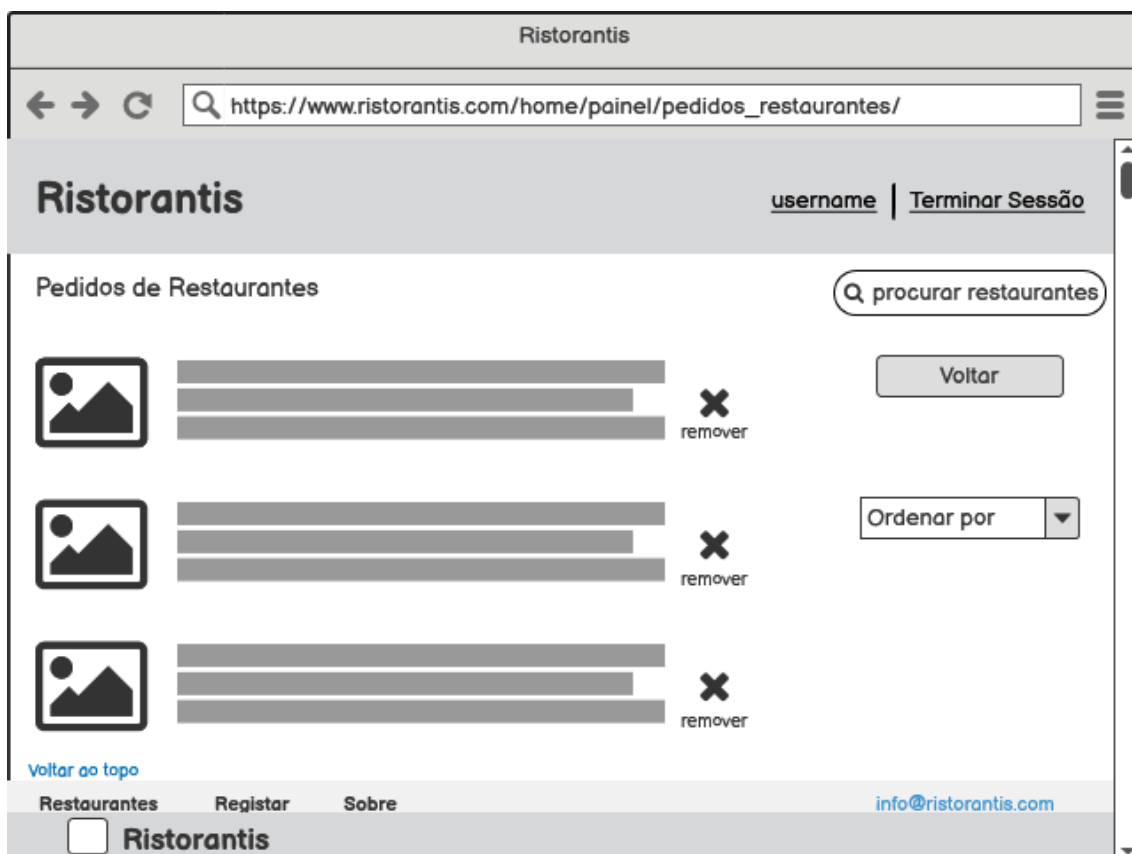 Ristorantis
https://www.ristorantis.com/home/painel/pedidos_restaurantes/
Ristorantis
username | Terminar Sessão
Pedidos de Restaurantes
procurar restaurantes
Voltar
remover
Ordenar por
remover
remover
Voltar ao topo
Restaurantes Registar Sobre info@ristorantis.com
Ristorantis